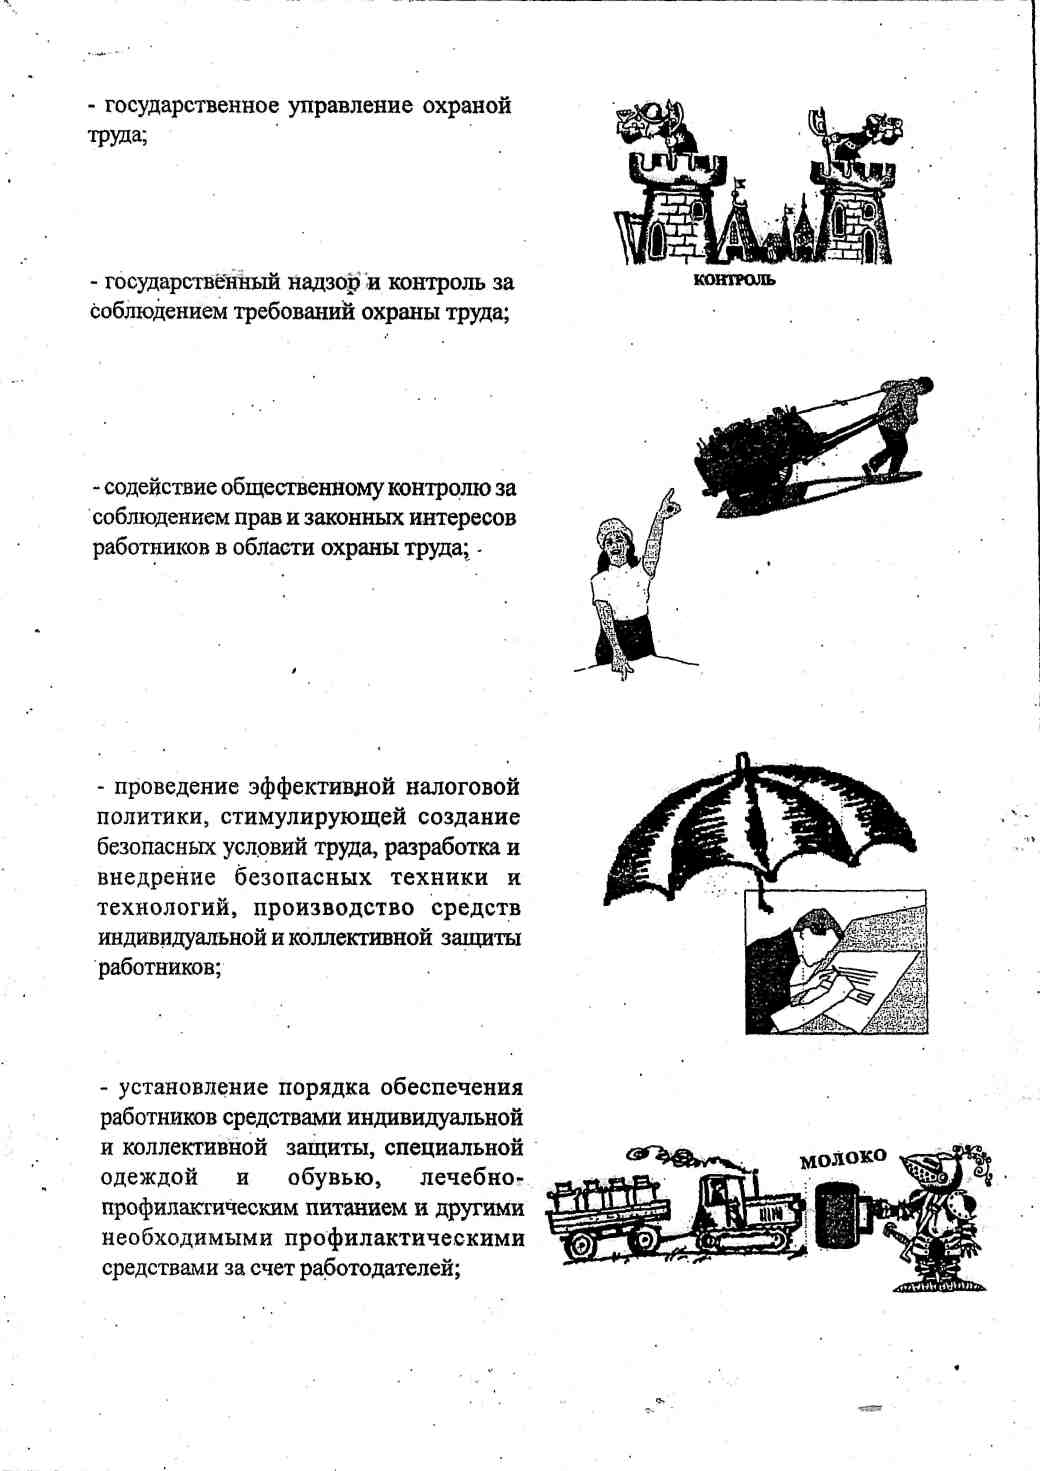 - государственное управление охраной
труда;
КОНТРОЛЬ
- государственный надзор и контроль за
соблюдением требований охраны труда;
- содействие общественному контролю за
соблюдением прав и законных интересов
работников в области охраны труда;
- проведение эффективной налоговой
политики, стимулирующей создание
безопасных условий труда, разработка и
внедрение безопасных техники и
технологий, производство средств
индивидуальной и коллективной защиты
работников;
- установление порядка обеспечения
работников средствами индивидуальной
и коллективной защиты, специальной
одеждой и обувью, лечебно-
профилактическим питанием и другими
необходимыми профилактическими
средствами за счет работодателей;
МОЛОКО